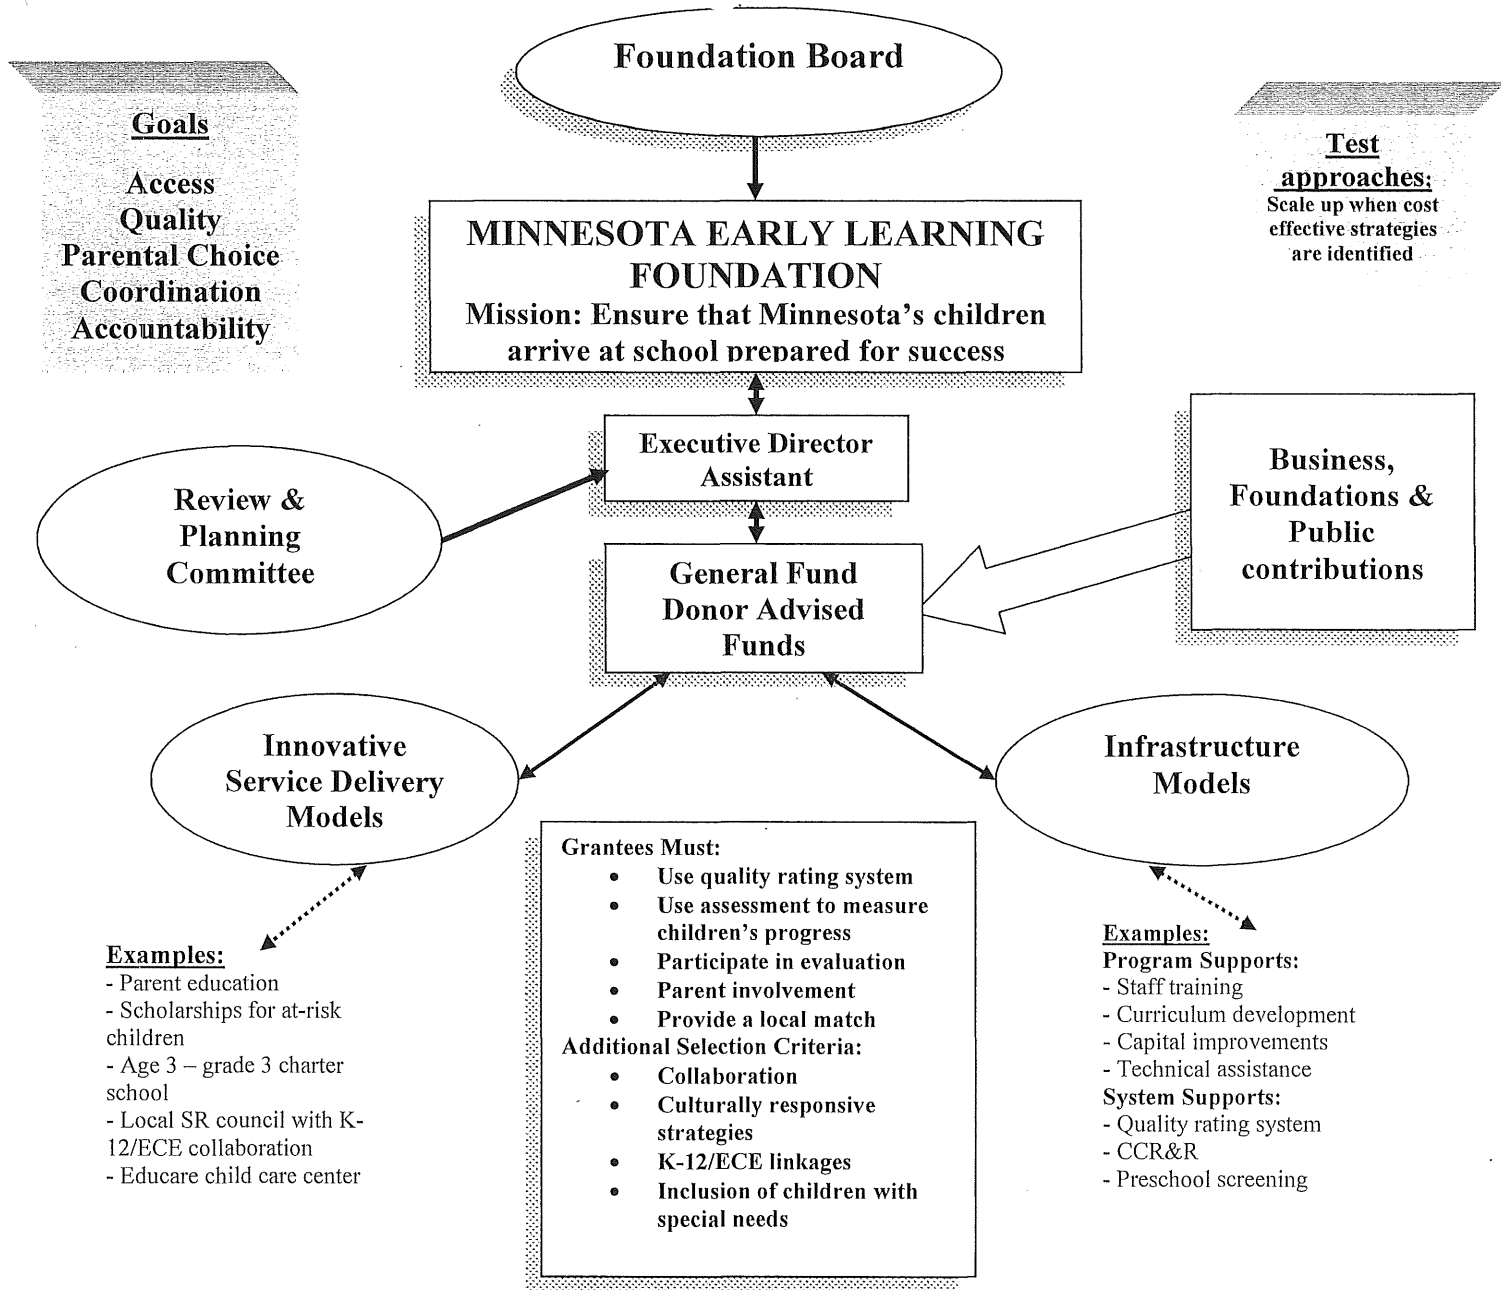 Foundation Board
Goals
Access
Quality
Parental Choice
Coordination
Accountability
Test
approaches:
Scale up when cost
effective strategies
are identified
MINNESOTA EARLY LEARNING
FOUNDATION
Mission: Ensure that Minnesota's children
arrive at school prepared for success
Executive Director
Assistant
Review &
Planning
Committee
General Fund
Donor Advised
Funds
Business,
Foundations &
Public
contributions
Innovative
Service Delivery
Models
Infrastructure
Models
Examples:
- Parent education
- Scholarships for at-risk
children
- Age 3 – grade 3 charter
school
- Local SR council with K-
12/ECE collaboration
- Educare child care center
Grantees Must:
• Use quality rating system
• Use assessment to measure
children's progress
• Participate in evaluation
• Parent involvement
• Provide a local match
Additional Selection Criteria:
• Collaboration
• Culturally responsive
strategies
• K-12/ECE linkages
• Inclusion of children with
special needs
Examples:
Program Supports:
- Staff training
- Curriculum development
- Capital improvements
- Technical assistance
System Supports:
- Quality rating system
- CCR&R
- Preschool screening